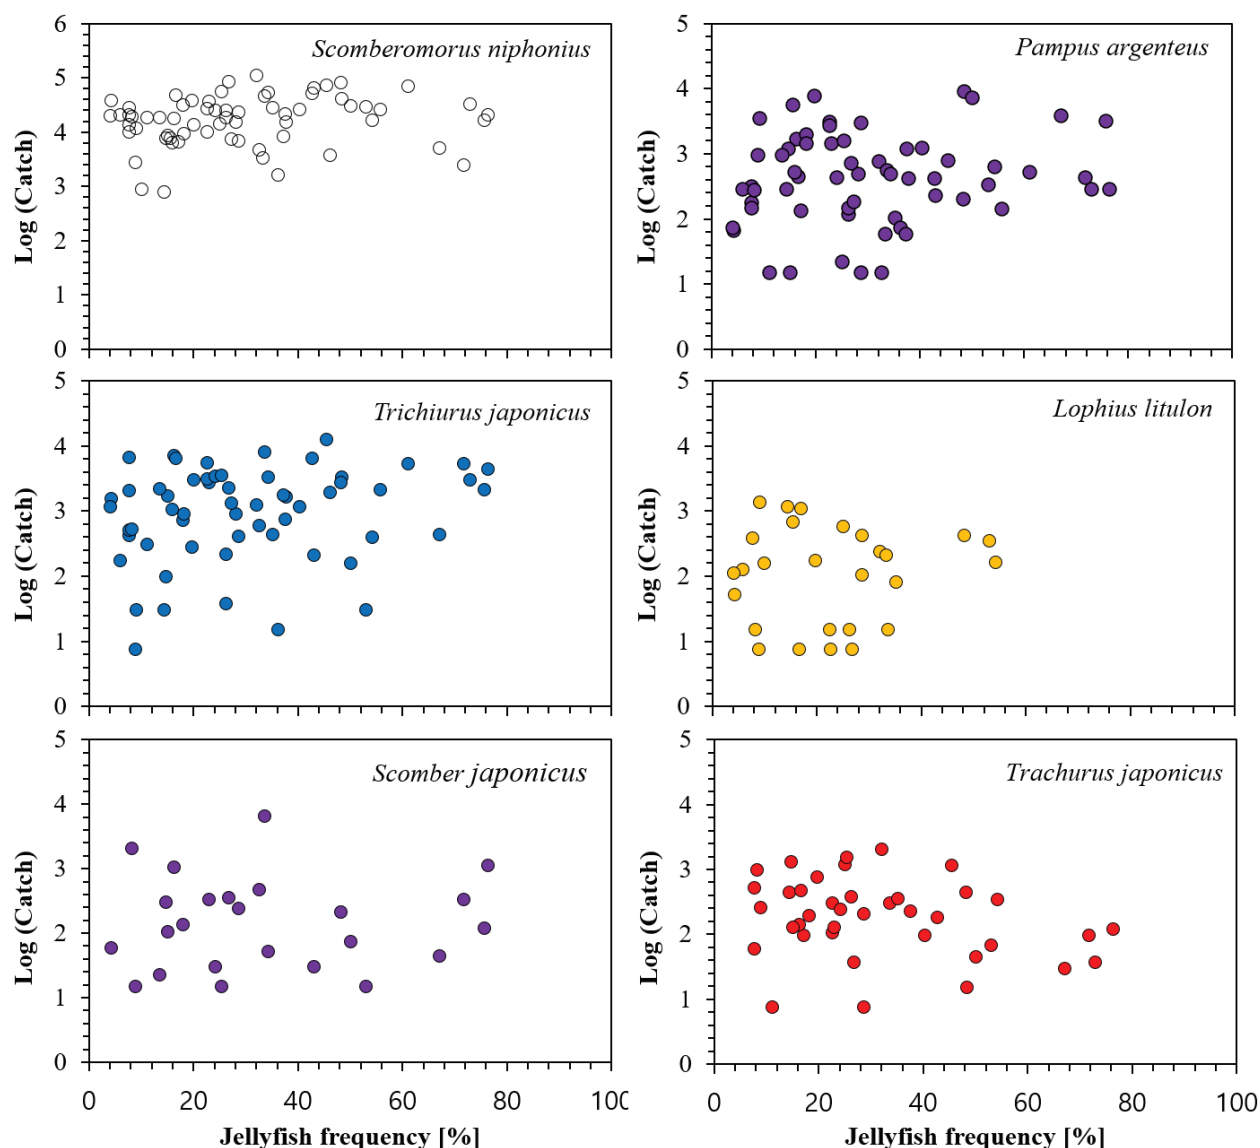 6
5
4
3
2
1
0
Log (Catch)
Scomberomorus niphonius
5
4
3
2
1
0
Log (Catch)
Pampus argenteus
5
4
3
2
1
0
Log (Catch)
Trichiurus japonicus
5
4
3
2
1
0
Log (Catch)
Lophius litulon
5
4
3
2
1
0
Log (Catch)
Scomber japonicus
0 20 40 60 80 100
Jellyfish frequency [%]
5
4
3
2
1
0
Log (Catch)
Trachurus japonicus
0 20 40 60 80 100
Jellyfish frequency [%]